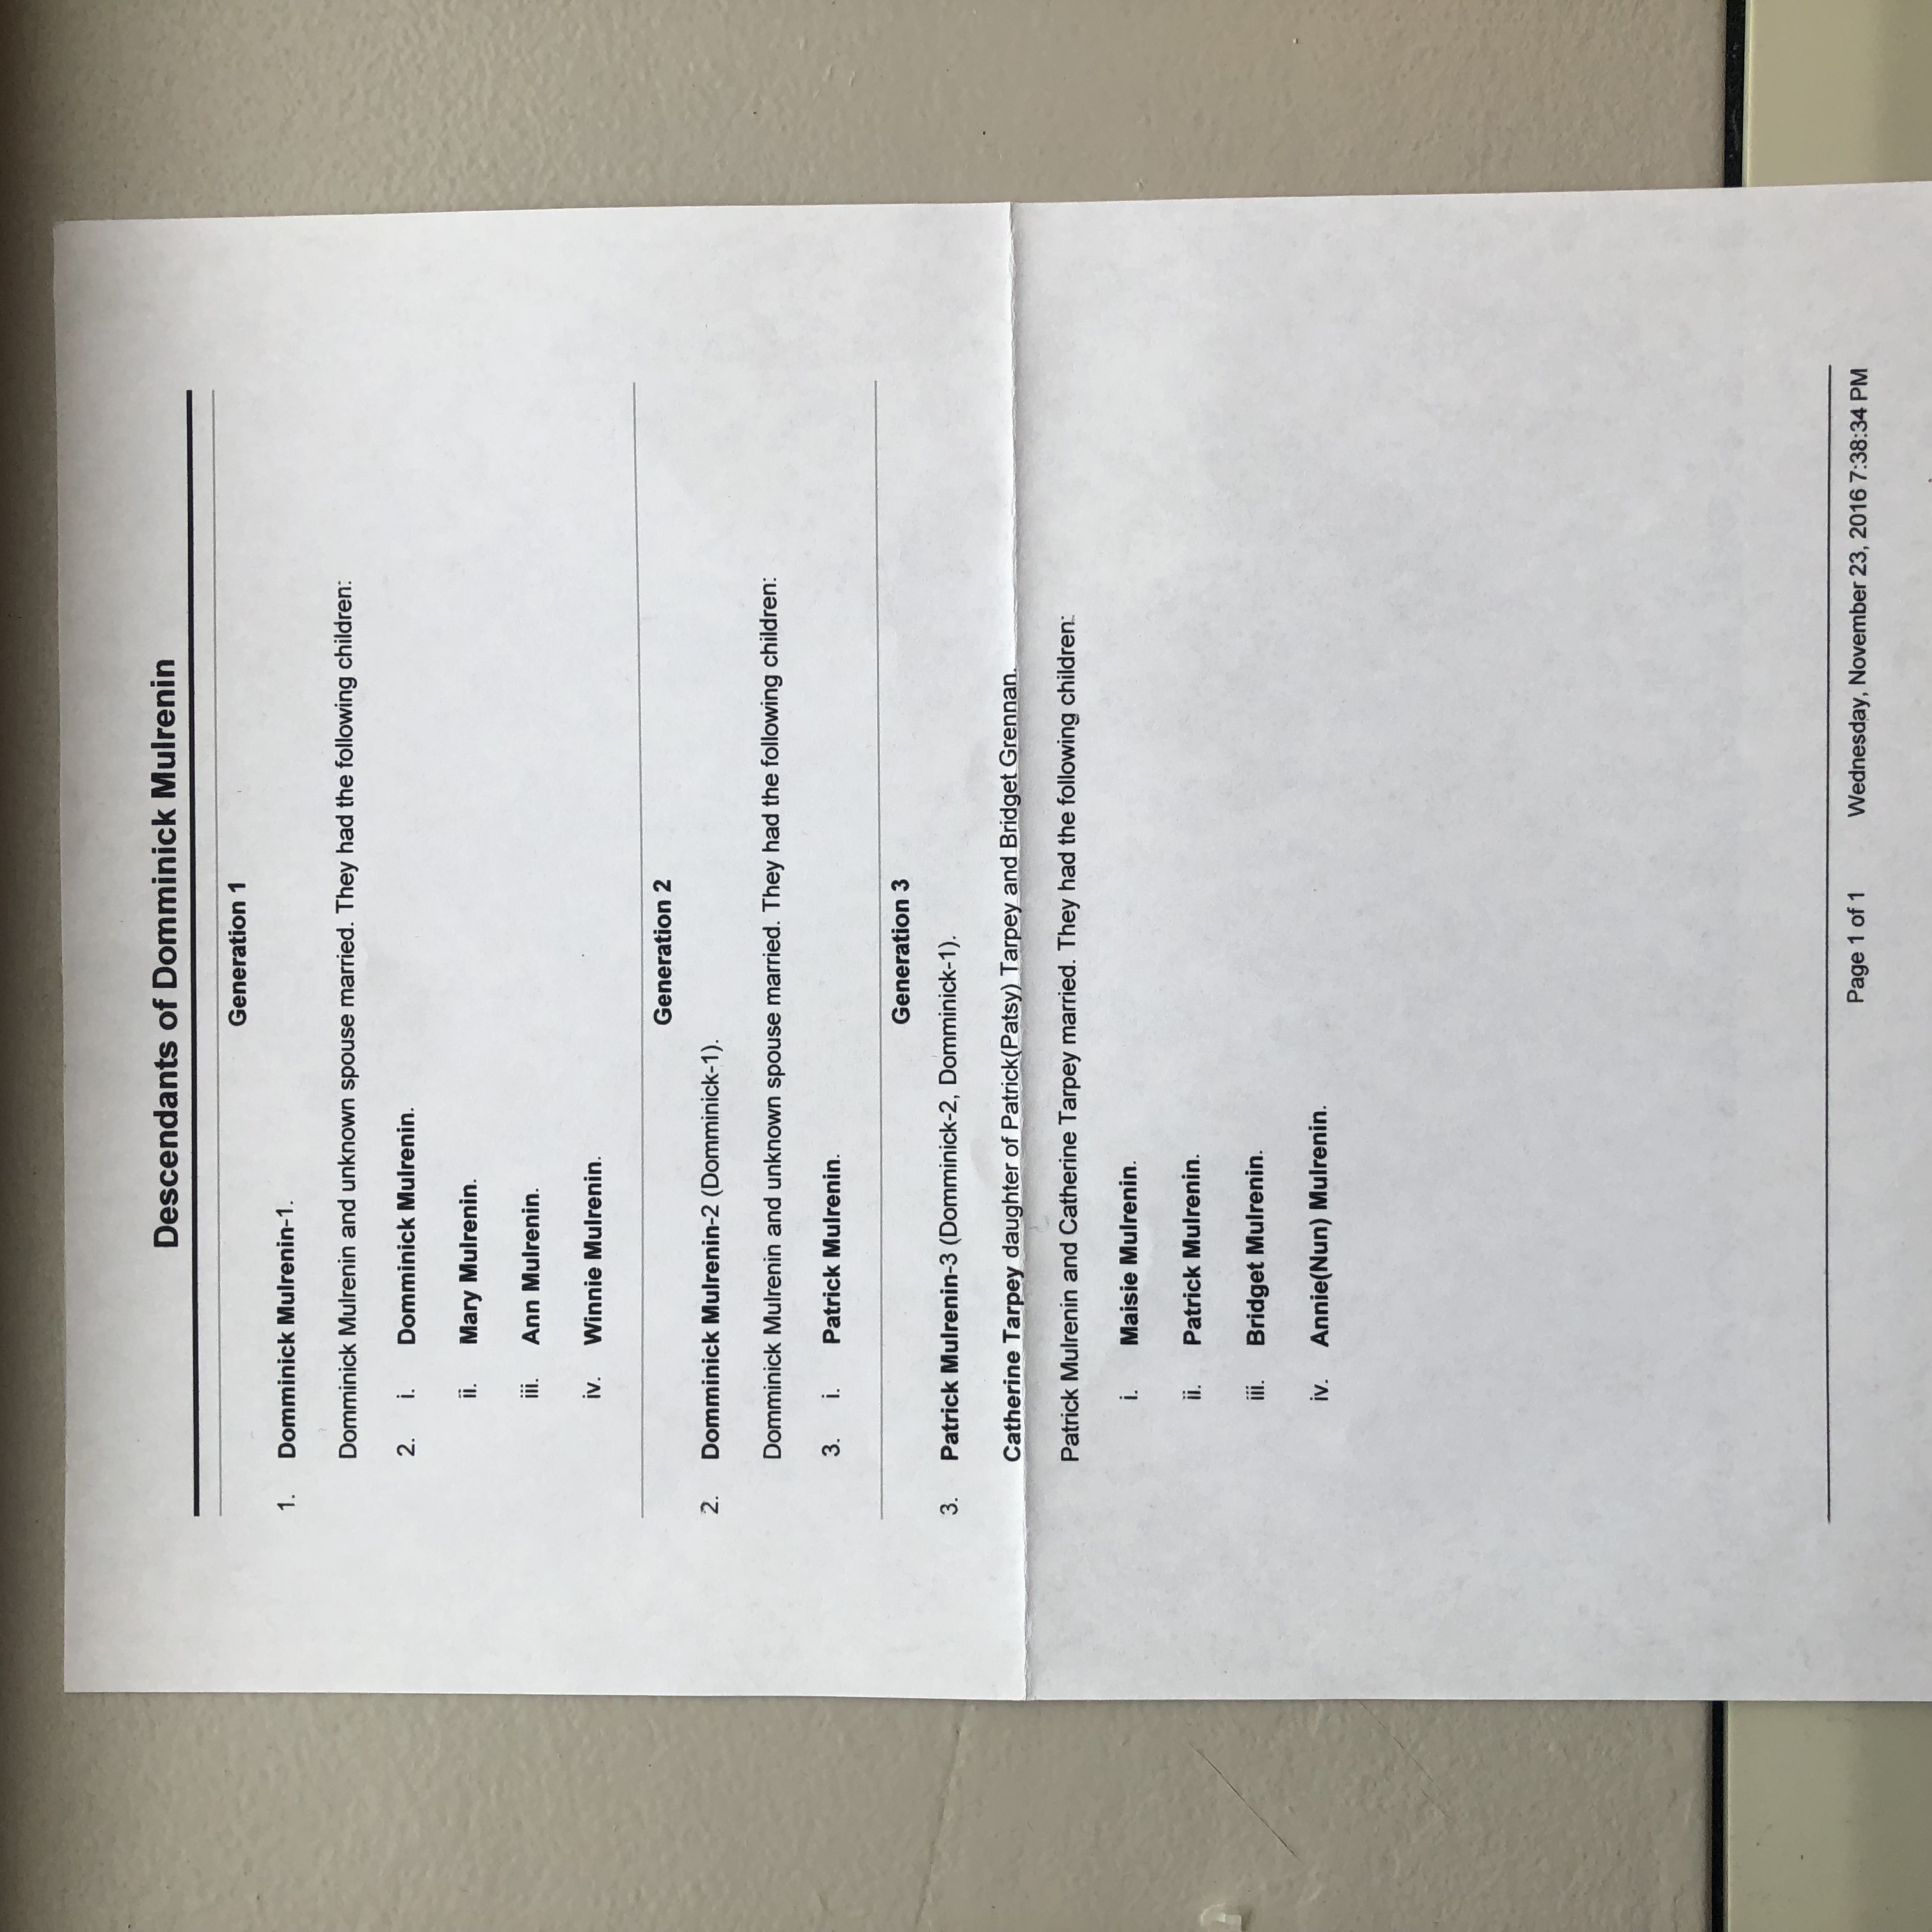 Descendants of Domminick Mulrenin
Generation 1
1. Domminick Mulrenin-1.
Domminick Mulrenin and unknown spouse married. They had the following children:
2. i. Domminick Mulrenin.
ii. Mary Mulrenin.
iii. Ann Mulrenin.
iv. Winnie Mulrenin.
Generation 2
2. Domminick Mulrenin-2 (Domminick-1).
Domminick Mulrenin and unknown spouse married. They had the following children:
3. i. Patrick Mulrenin.
Generation 3
3. Patrick Mulrenin-3 (Domminick-2, Domminick-1).
Catherine Tarpey daughter of Patrick(Patsy) Tarpey and Bridget Grennan.
Patrick Mulrenin and Catherine Tarpey married. They had the following children:
i. Maisie Mulrenin.
ii. Patrick Mulrenin.
iii. Bridget Mulrenin.
iv. Annie(Nun) Mulrenin.
Page 1 of 1 Wednesday, November 23, 2016 7:38:34 PM